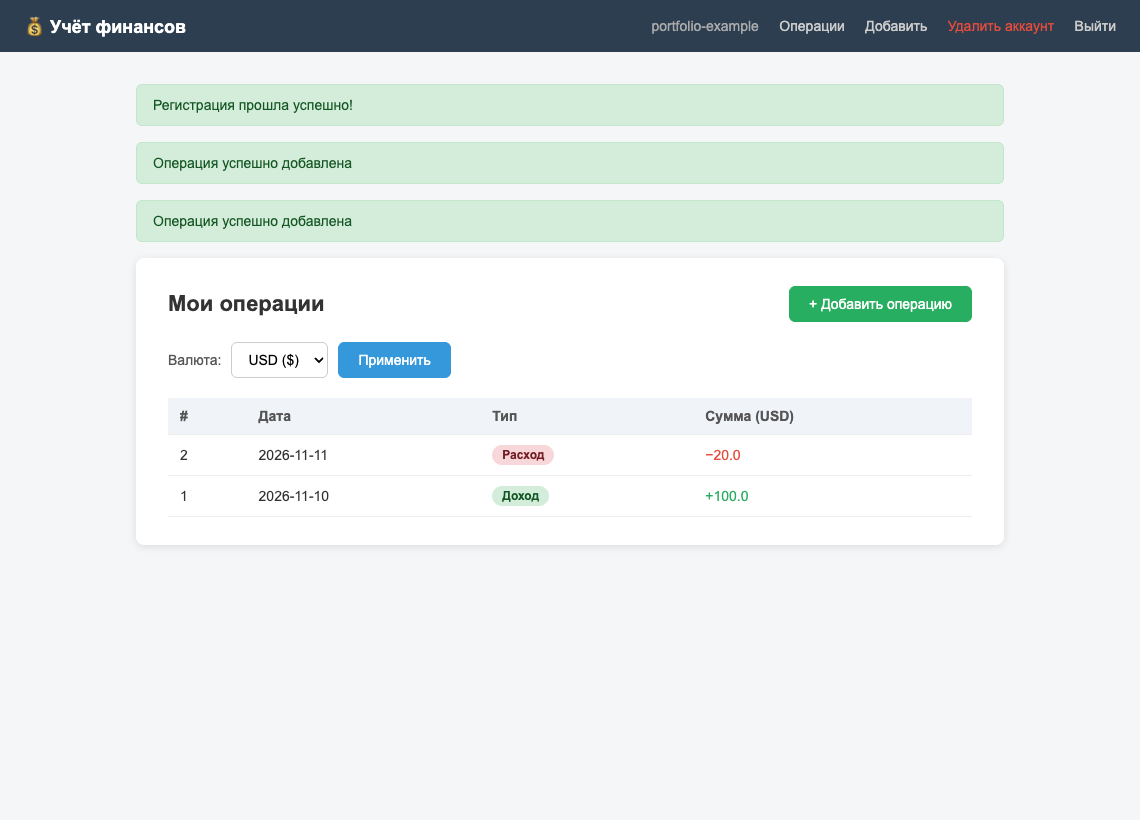 Учёт финансов portfolio-example Операции Добавить Удалить аккаунт Выйти
Регистрация прошла успешно!
Операция успешно добавлена
Операция успешно добавлена
Мои операции + Добавить операцию
Валюта: USD ($) Применить
# Дата Тип Сумма (USD)
2 2026-11-11 Расход −20.0
1 2026-11-10 Доход +100.0